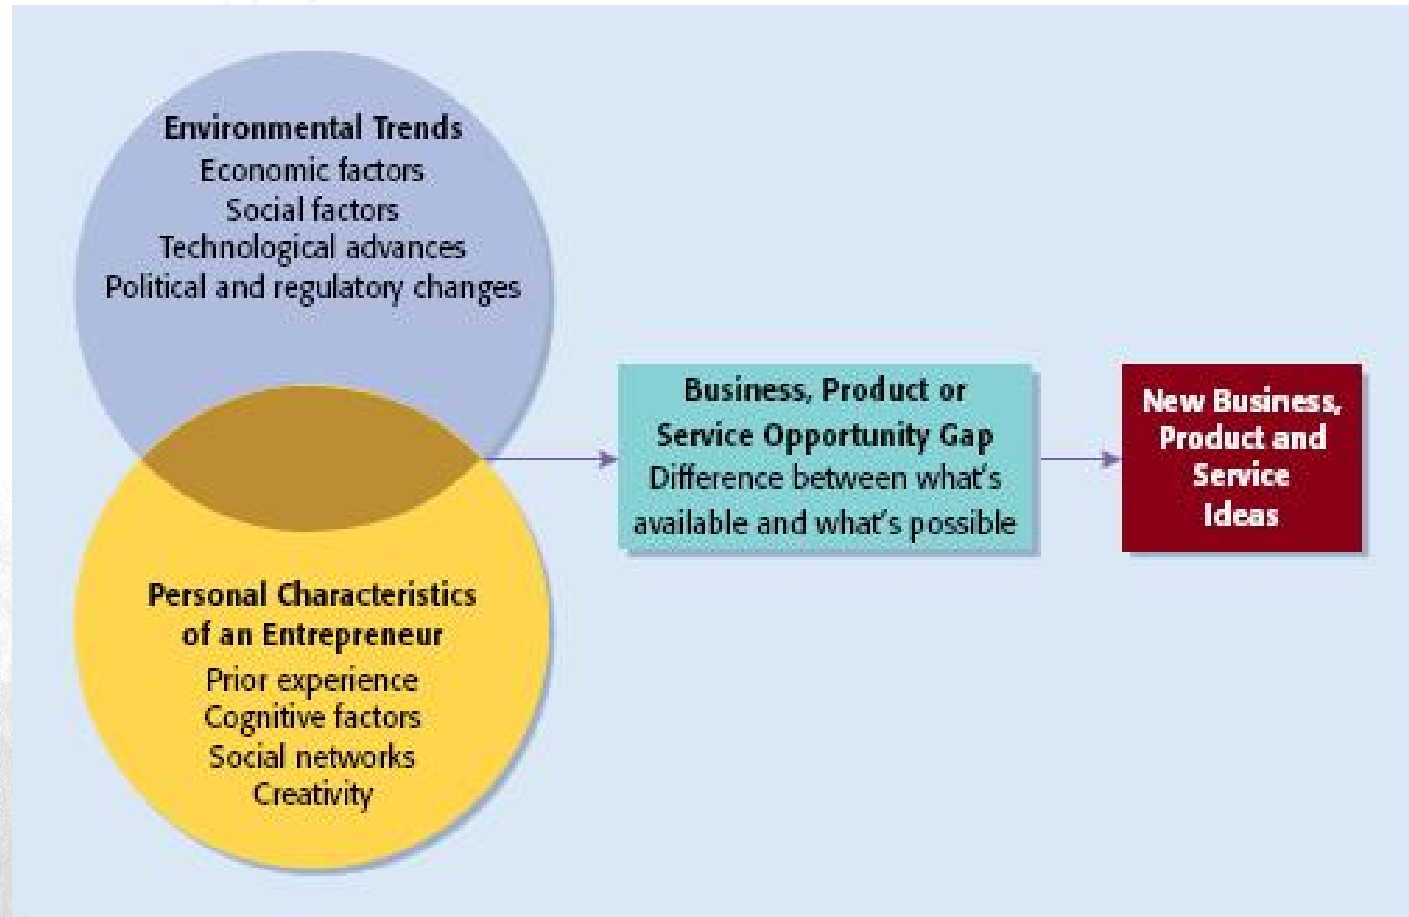 Environmental Trends
Economic factors
Social factors
Technological advances
Political and regulatory changes
Personal Characteristics
of an Entrepreneur
Prior experience
Cognitive factors
Social networks
Creativity
Business, Product or
Service Opportunity Gap
Difference between what's
available and what's possible
New Business,
Product and
Service
Ideas